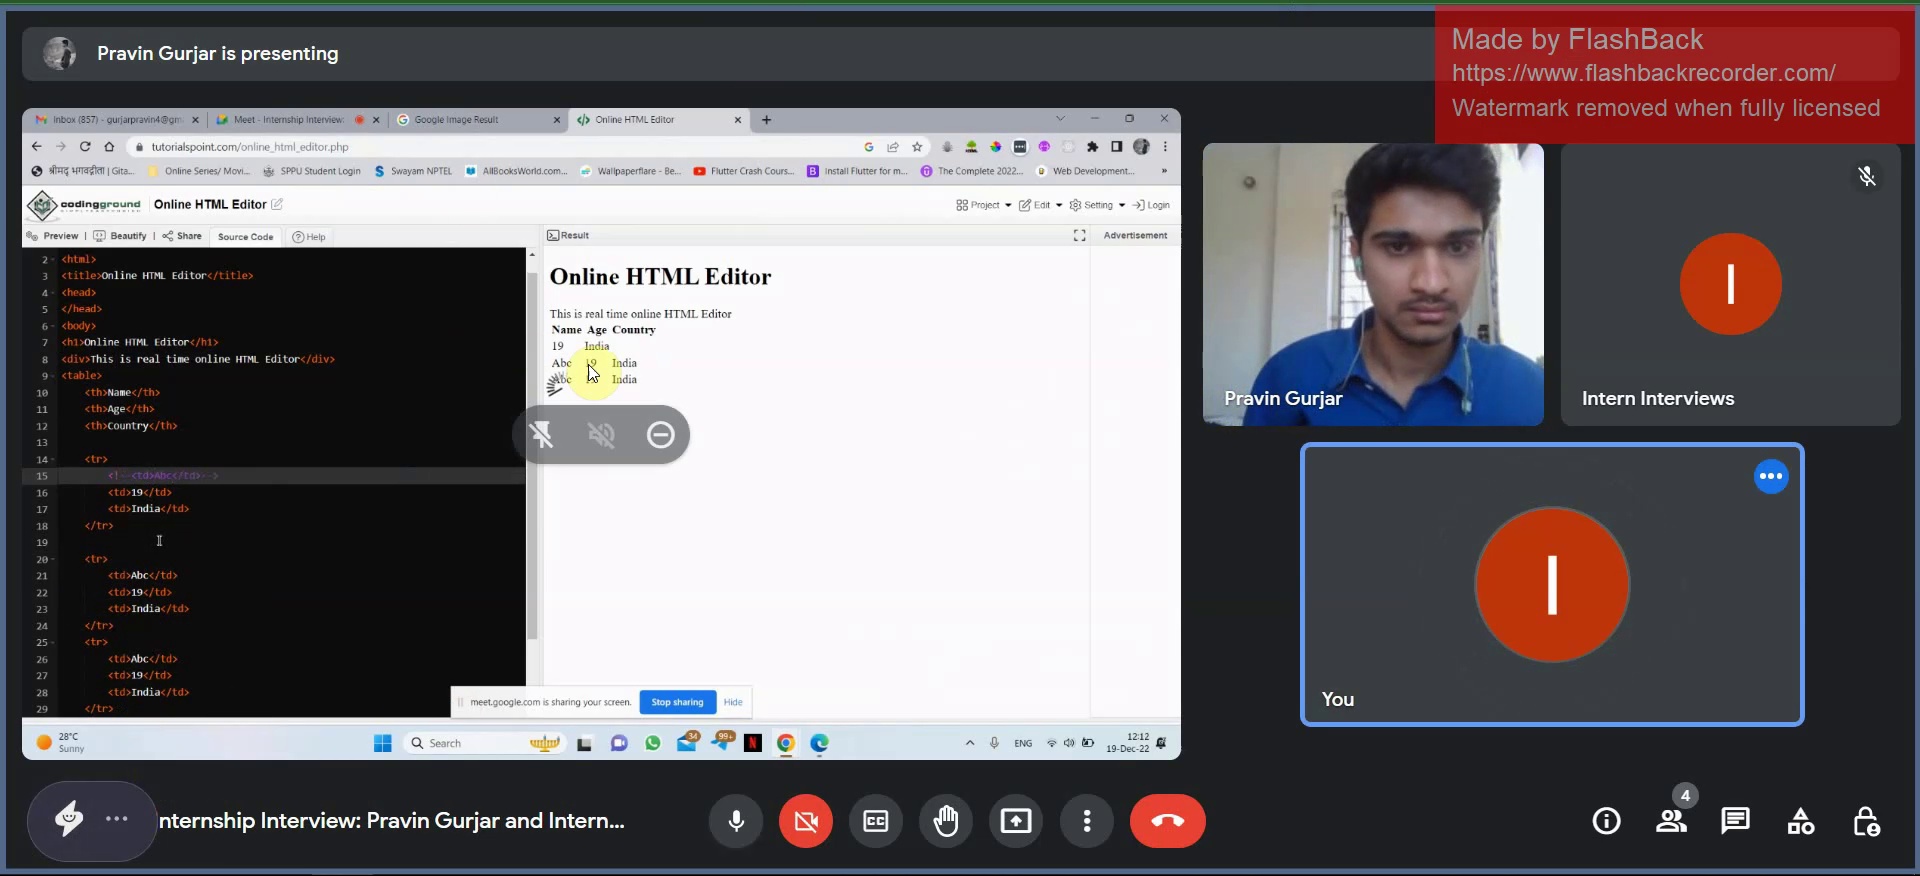 Pravin Gurjar is presenting
Made by FlashBack
https://www.flashbackrecorder.com/
Watermark removed when fully licensed
Inbox (857) - gurjarpravin4@gm
Meet - Internship Interview:
Google Image Result
Online HTML Editor
tutorialspoint.com/online_html_editor.php
श्रीमद् भगवद्गीता | Gita...
Online Series/ Movi...
SPPU Student Login
Swayam NPTEL
AllBooksWorld.com...
Wallpaperflare - Be...
Flutter Crash Cours...
Install Flutter for m...
The Complete 2022...
Web Development...
codingground
Online HTML Editor
Project
Edit
Setting
Login
Preview
Beautify
Share
Source Code
Help
Result
Advertisement
2 <html>
3 <title>Online HTML Editor</title>
4 <head>
5 </head>
6 <body>
7 <h1>Online HTML Editor</h1>
8 <div>This is real time online HTML Editor</div>
9 <table>
10 <th>Name</th>
11 <th>Age</th>
12 <th>Country</th>
13
14 <tr>
15 <!--<td>Abc</td>-->
16 <td>19</td>
17 <td>India</td>
18 </tr>
19
20 <tr>
21 <td>Abc</td>
22 <td>19</td>
23 <td>India</td>
24 </tr>
25 <tr>
26 <td>Abc</td>
27 <td>19</td>
28 <td>India</td>
29 </tr>
Online HTML Editor
This is real time online HTML Editor
Name Age Country
19 India
Abc 19 India
Abc India
meet.google.com is sharing your screen.
Stop sharing
Hide
28°C
Sunny
Search
34
99+
N
ENG
12:12
19-Dec-22
Pravin Gurjar
I
Intern Interviews
I
You
nternship Interview: Pravin Gurjar and Intern...
4